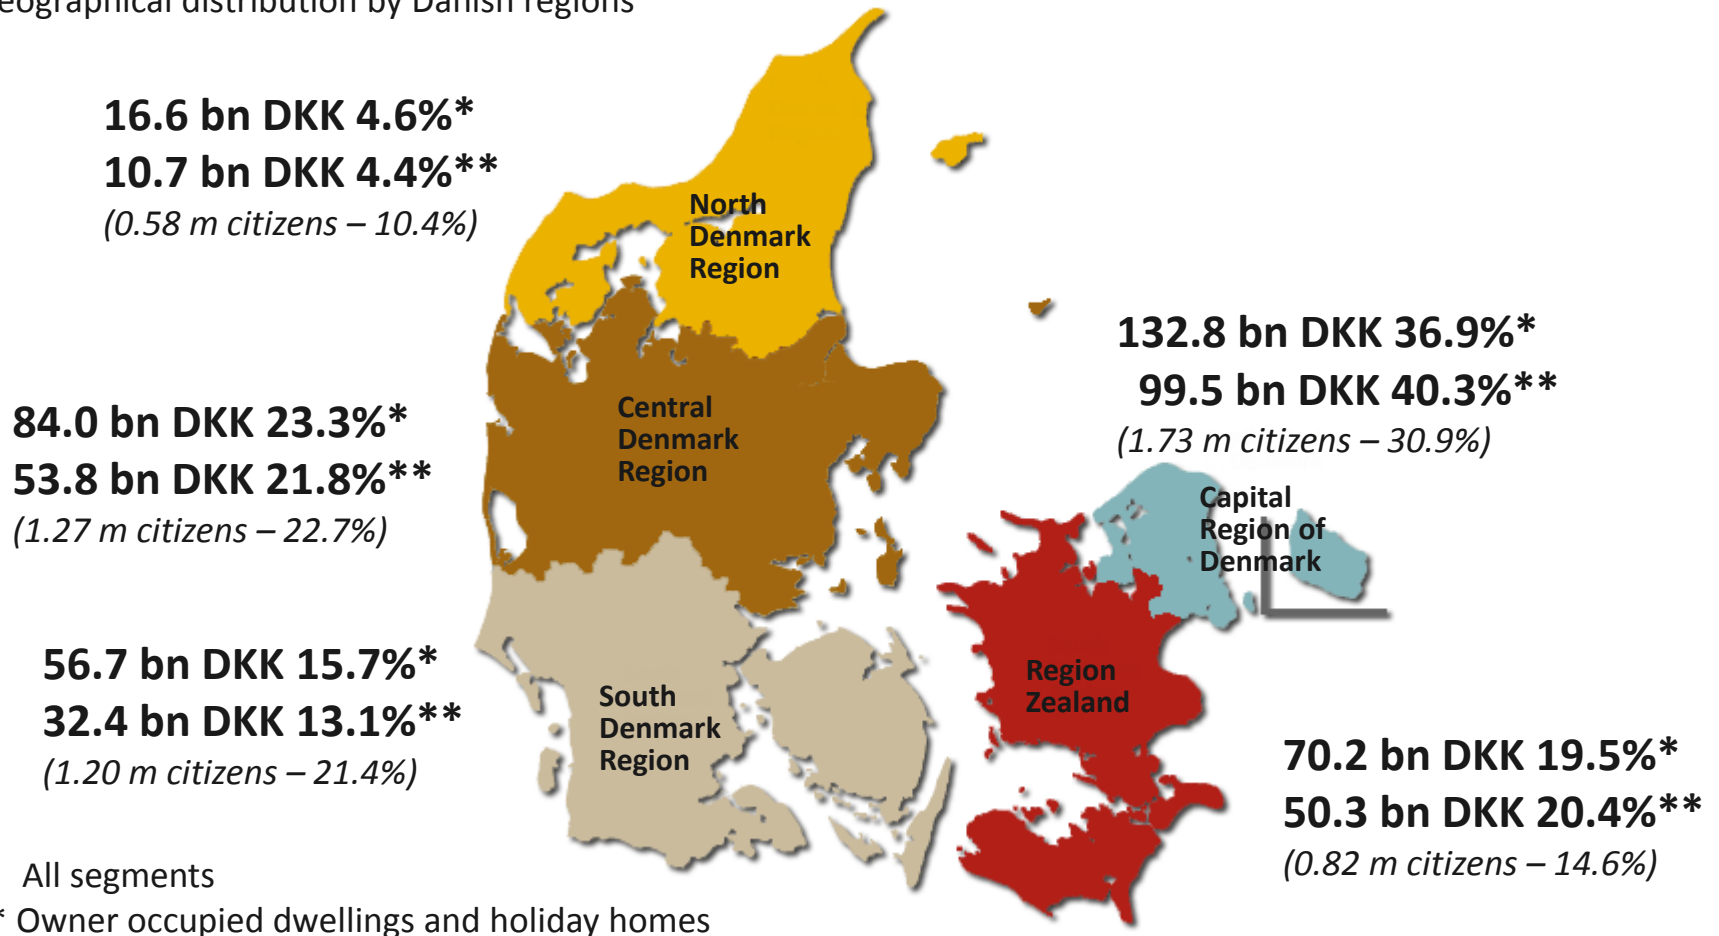 eographical distribution by Danish regions
16.6 bn DKK 4.6%*
10.7 bn DKK 4.4%**
(0.58 m citizens – 10.4%)
North
Denmark
Region
132.8 bn DKK 36.9%*
99.5 bn DKK 40.3%**
(1.73 m citizens – 30.9%)
84.0 bn DKK 23.3%*
53.8 bn DKK 21.8%**
(1.27 m citizens – 22.7%)
Central
Denmark
Region
Capital
Region of
Denmark
56.7 bn DKK 15.7%*
32.4 bn DKK 13.1%**
(1.20 m citizens – 21.4%)
South
Denmark
Region
Region
Zealand
70.2 bn DKK 19.5%*
50.3 bn DKK 20.4%**
(0.82 m citizens – 14.6%)
All segments
* Owner occupied dwellings and holiday homes